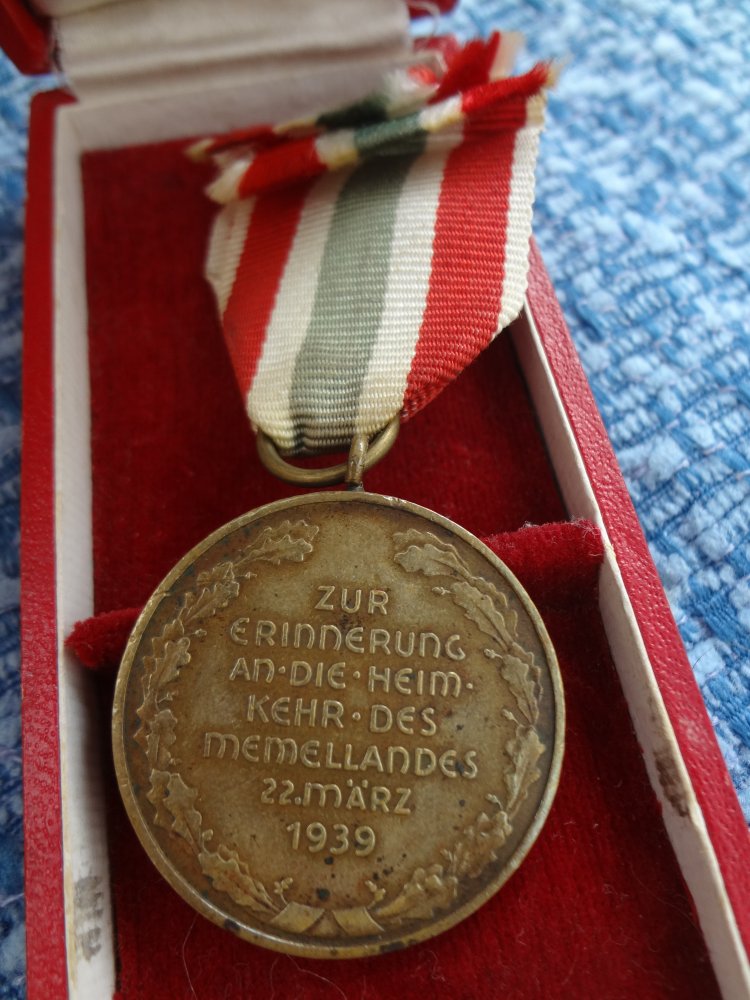 ZUR
ERINNERUNG
AN·DIE·HEIM·
KEHR·DES
MEMELLANDES
22.MÄRZ
1939